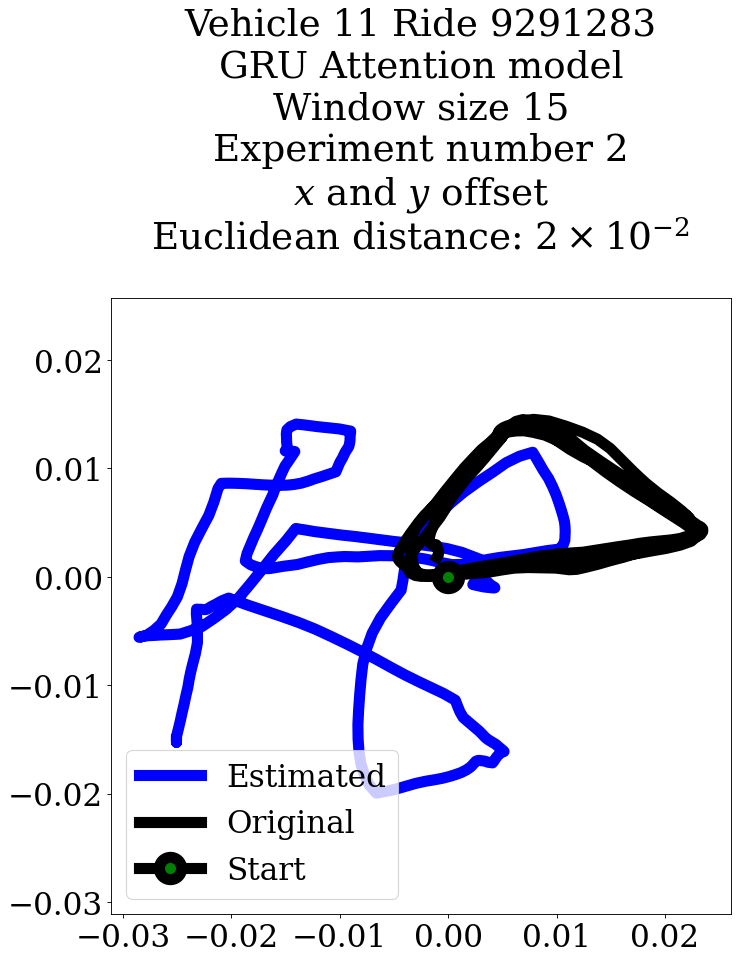 Vehicle 11 Ride 9291283
GRU Attention model
Window size 15
Experiment number 2
x and y offset
Euclidean distance: 2 × 10⁻²
0.02
0.01
0.00
−0.01
−0.02
−0.03
Estimated
Original
Start
−0.03 −0.02 −0.01 0.00 0.01 0.02